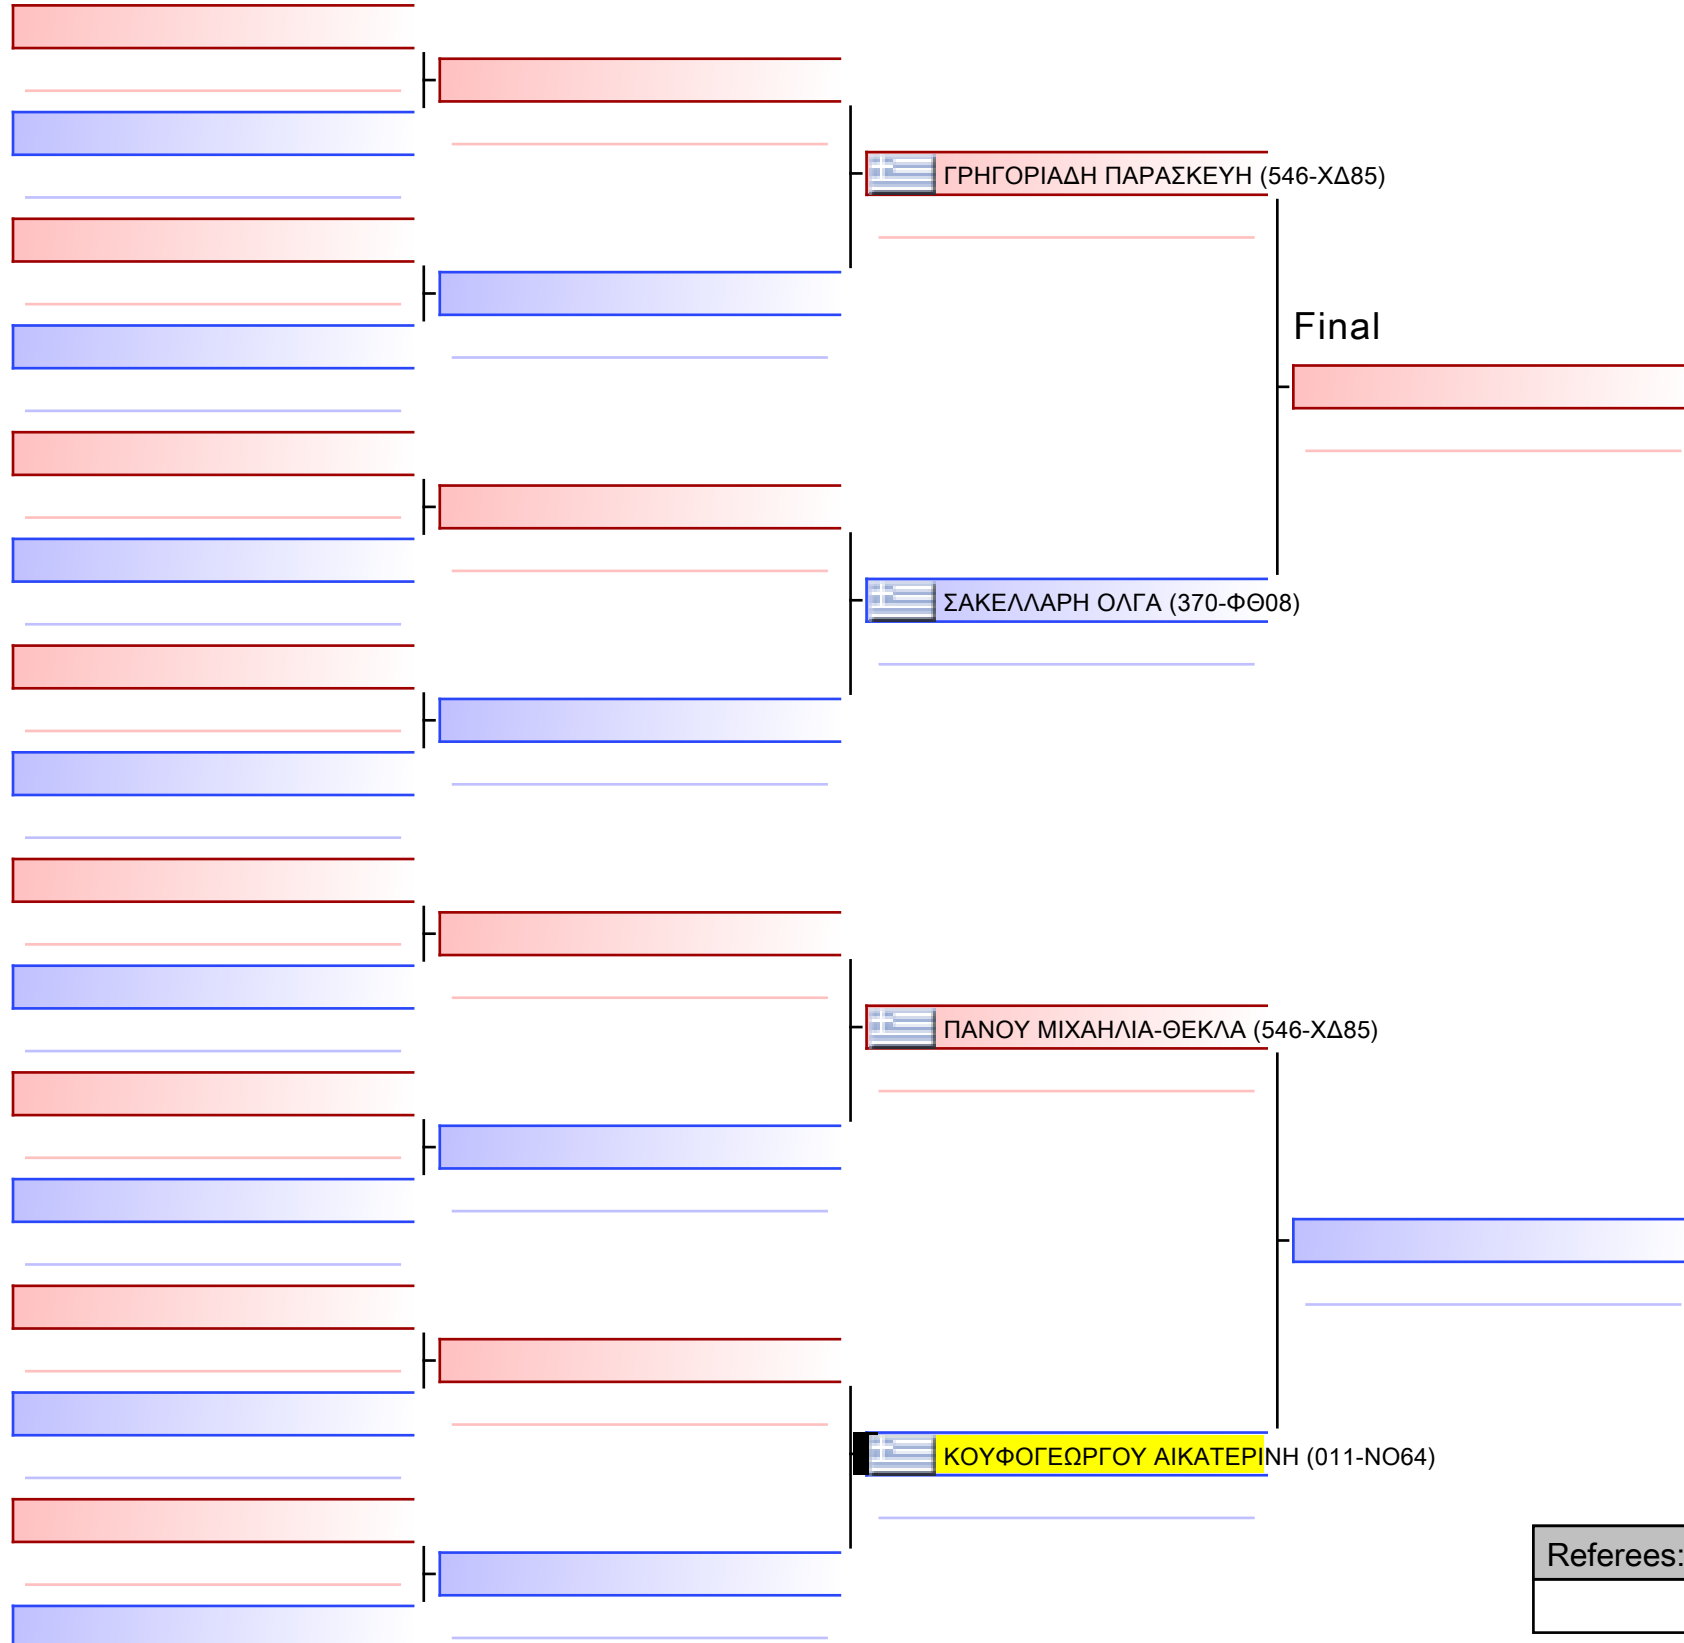 ΓΡΗΓΟΡΙΑΔΗ ΠΑΡΑΣΚΕΥΗ (546-ΧΔ85)
Final
ΣΑΚΕΛΛΑΡΗ ΟΛΓΑ (370-ΦΘ08)
ΠΑΝΟΥ ΜΙΧΑΗΛΙΑ-ΘΕΚΛΑ (546-ΧΔ85)
ΚΟΥΦΟΓΕΩΡΓΟΥ ΑΙΚΑΤΕΡΙΝΗ (011-ΝΟ64)
Referees: